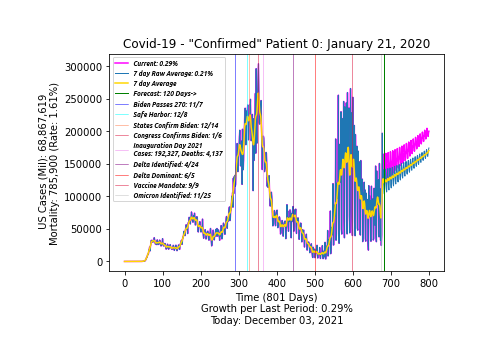 Covid-19 - "Confirmed" Patient 0: January 21, 2020
US Cases (Mil): 68,867,619
Mortality: 785,900 (Rate: 1.61%)
300000
250000
200000
150000
100000
50000
0
Current: 0.29%
7 day Raw Average: 0.21%
7 day Average
Forecast: 120 Days->
Biden Passes 270: 11/7
Safe Harbor: 12/8
States Confirm Biden: 12/14
Congress Confirms Biden: 1/6
Inauguration Day 2021
Cases: 192,327, Deaths: 4,137
Delta Identified: 4/24
Delta Dominant: 6/5
Vaccine Mandate: 9/9
Omicron Identified: 11/25
0 100 200 300 400 500 600 700 800
Time (801 Days)
Growth per Last Period: 0.29%
Today: December 03, 2021